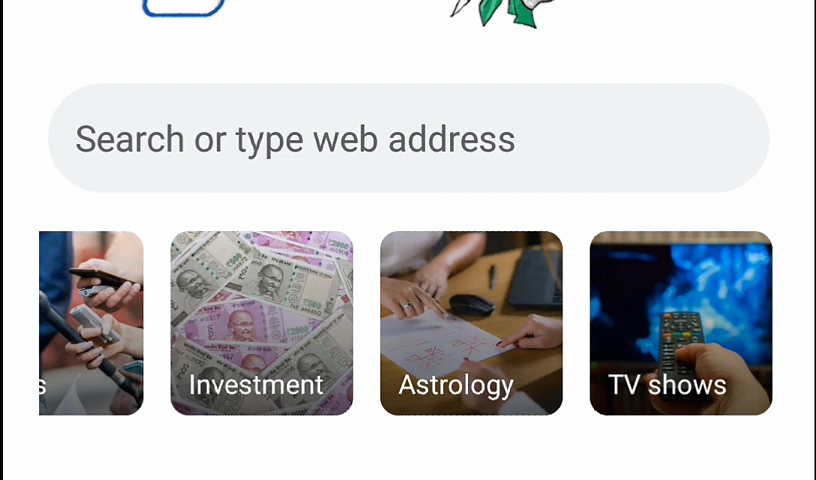 Search or type web address
s
Investment
Astrology
TV shows